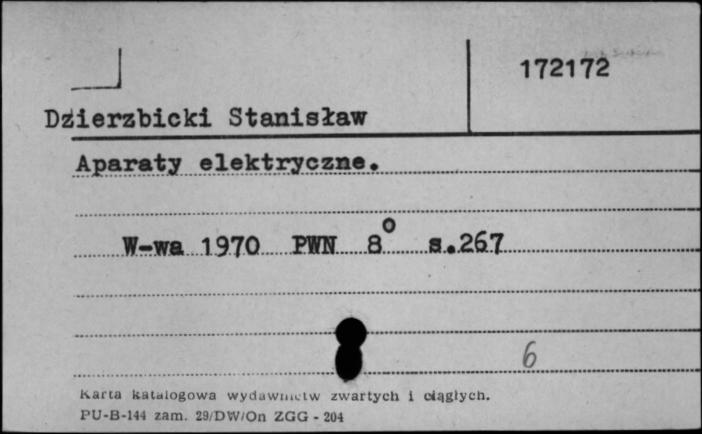 172172
Dzierzbicki Stanisław
Aparaty elektryczne.
W-wa 1970 PWN 8° s.267
6
Karta katalogowa wydawnictw zwartych i ciągłych.
PU-B-144 zam. 29/DW/On ZGG - 204